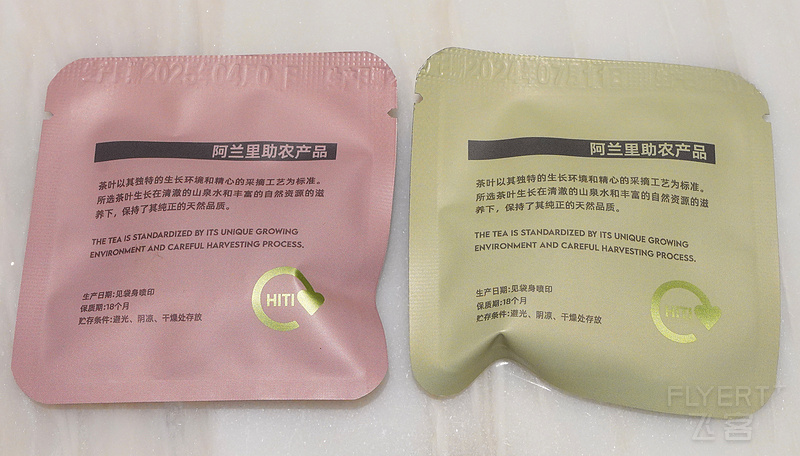 阿兰里助农产品
茶叶以其独特的生长环境和精心的采摘工艺为标准。
所选茶叶生长在清澈的山泉水和丰富的自然资源的滋
养下，保持了其纯正的天然品质。
THE TEA IS STANDARDIZED BY ITS UNIQUE GROWING
ENVIRONMENT AND CAREFUL HARVESTING PROCESS.
HITI
生产日期:见袋身喷印
保质期:18个月
贮存条件:避光、阴凉、干燥处存放
阿兰里助农产品
茶叶以其独特的生长环境和精心的采摘工艺为标准。
所选茶叶生长在清澈的山泉水和丰富的自然资源的滋
养下，保持了其纯正的天然品质。
THE TEA IS STANDARDIZED BY ITS UNIQUE GROWING
ENVIRONMENT AND CAREFUL HARVESTING PROCESS.
HITI
生产日期:见袋身喷印
保质期:18个月
贮存条件:避光、阴凉、干燥处存放
FLYERT
飞客